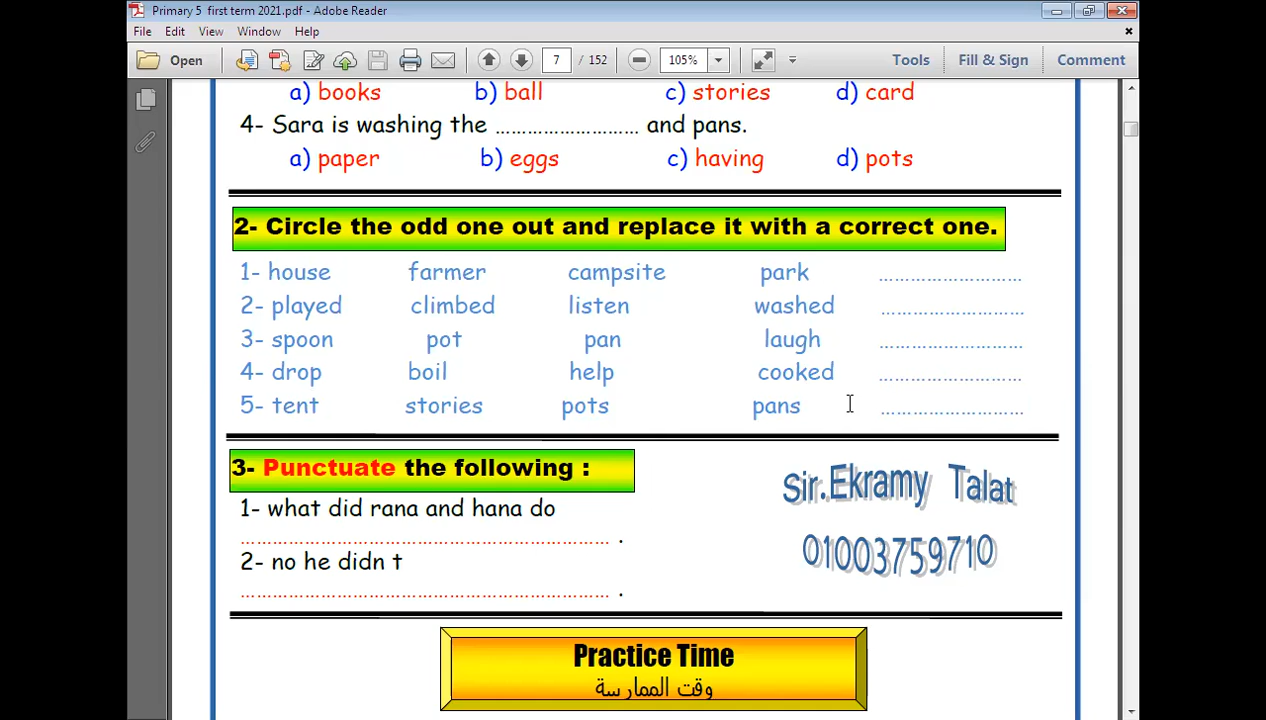 Primary 5 first term 2021.pdf - Adobe Reader
File Edit View Window Help
Open 7 / 152 105% Tools Fill & Sign Comment
a) books b) ball c) stories d) card
4- Sara is washing the ........................... and pans.
a) paper b) eggs c) having d) pots
2- Circle the odd one out and replace it with a correct one.
1- house farmer campsite park ...........................
2- played climbed listen washed ...........................
3- spoon pot pan laugh ...........................
4- drop boil help cooked ...........................
5- tent stories pots pans ...........................
3- Punctuate the following :
1- what did rana and hana do
...................................................................... .
2- no he didn t
...................................................................... .
Sir.Ekramy Talat
01003759710
Practice Time
وقت الممارسة